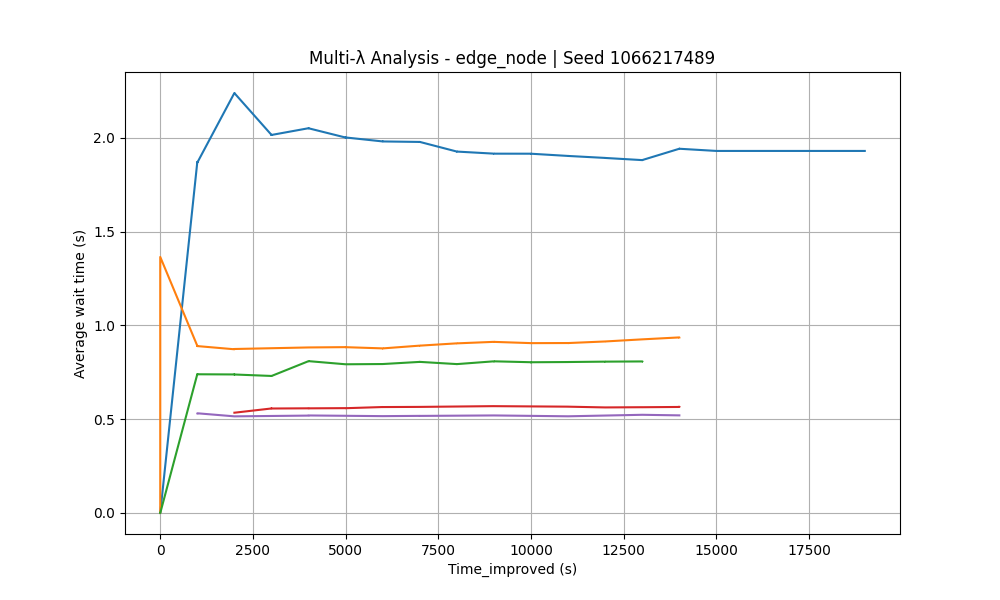 Multi-λ Analysis - edge_node | Seed 1066217489
Average wait time (s)
2.0
1.5
1.0
0.5
0.0
0 2500 5000 7500 10000 12500 15000 17500
Time_improved (s)